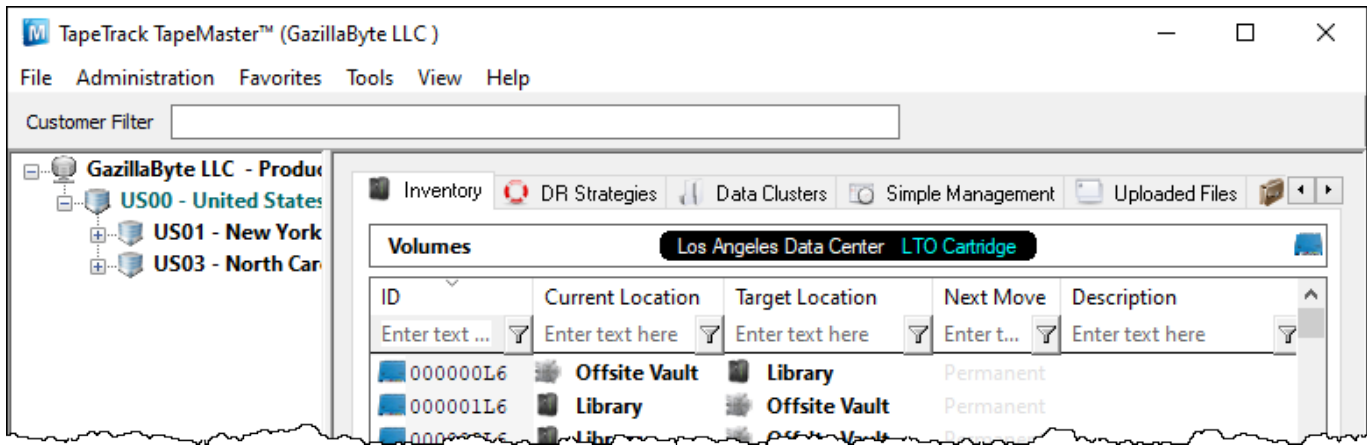 TapeTrack TapeMaster™ (GazillaByte LLC )
File Administration Favorites Tools View Help
Customer Filter
GazillaByte LLC - Produc
US00 - United States
US01 - New York
US03 - North Car
Inventory DR Strategies Data Clusters Simple Management Uploaded Files
Volumes Los Angeles Data Center LTO Cartridge
ID Current Location Target Location Next Move Description
Enter text ... Enter text here Enter text here Enter t... Enter text here
000000L6 Offsite Vault Library Permanent
000001L6 Library Offsite Vault Permanent